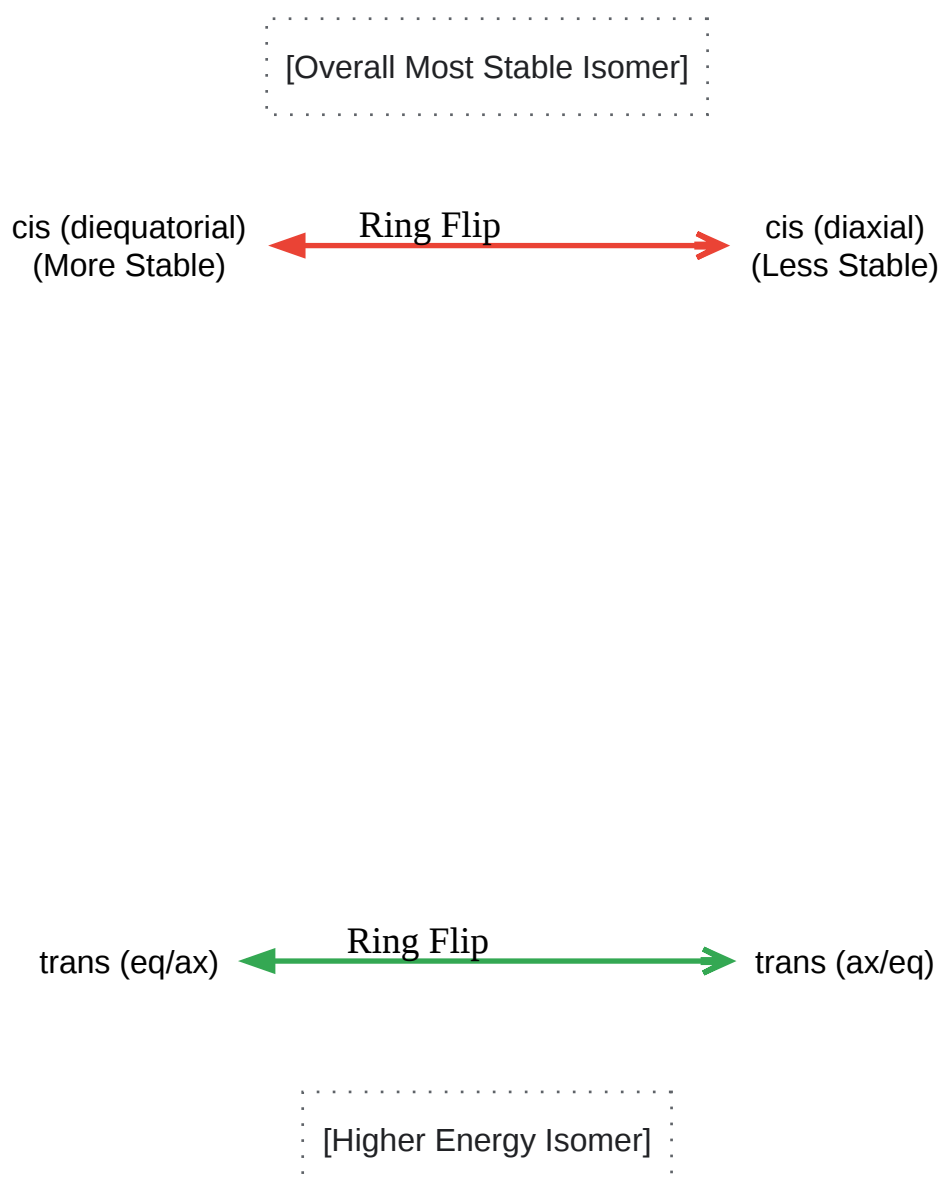 [Overall Most Stable Isomer]
Ring Flip
cis (diequatorial)
(More Stable)
cis (diaxial)
(Less Stable)
Ring Flip
trans (eq/ax)
trans (ax/eq)
[Higher Energy Isomer]